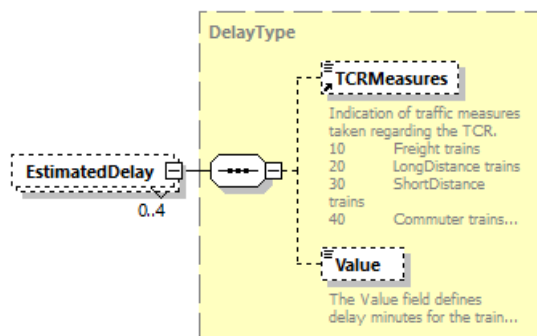 DelayType
TCRMeasures
Indication of traffic measures
taken regarding the TCR.
10 Freight trains
20 LongDistance trains
30 ShortDistance
trains
40 Commuter trains...
EstimatedDelay
0..4
Value
The Value field defines
delay minutes for the train...